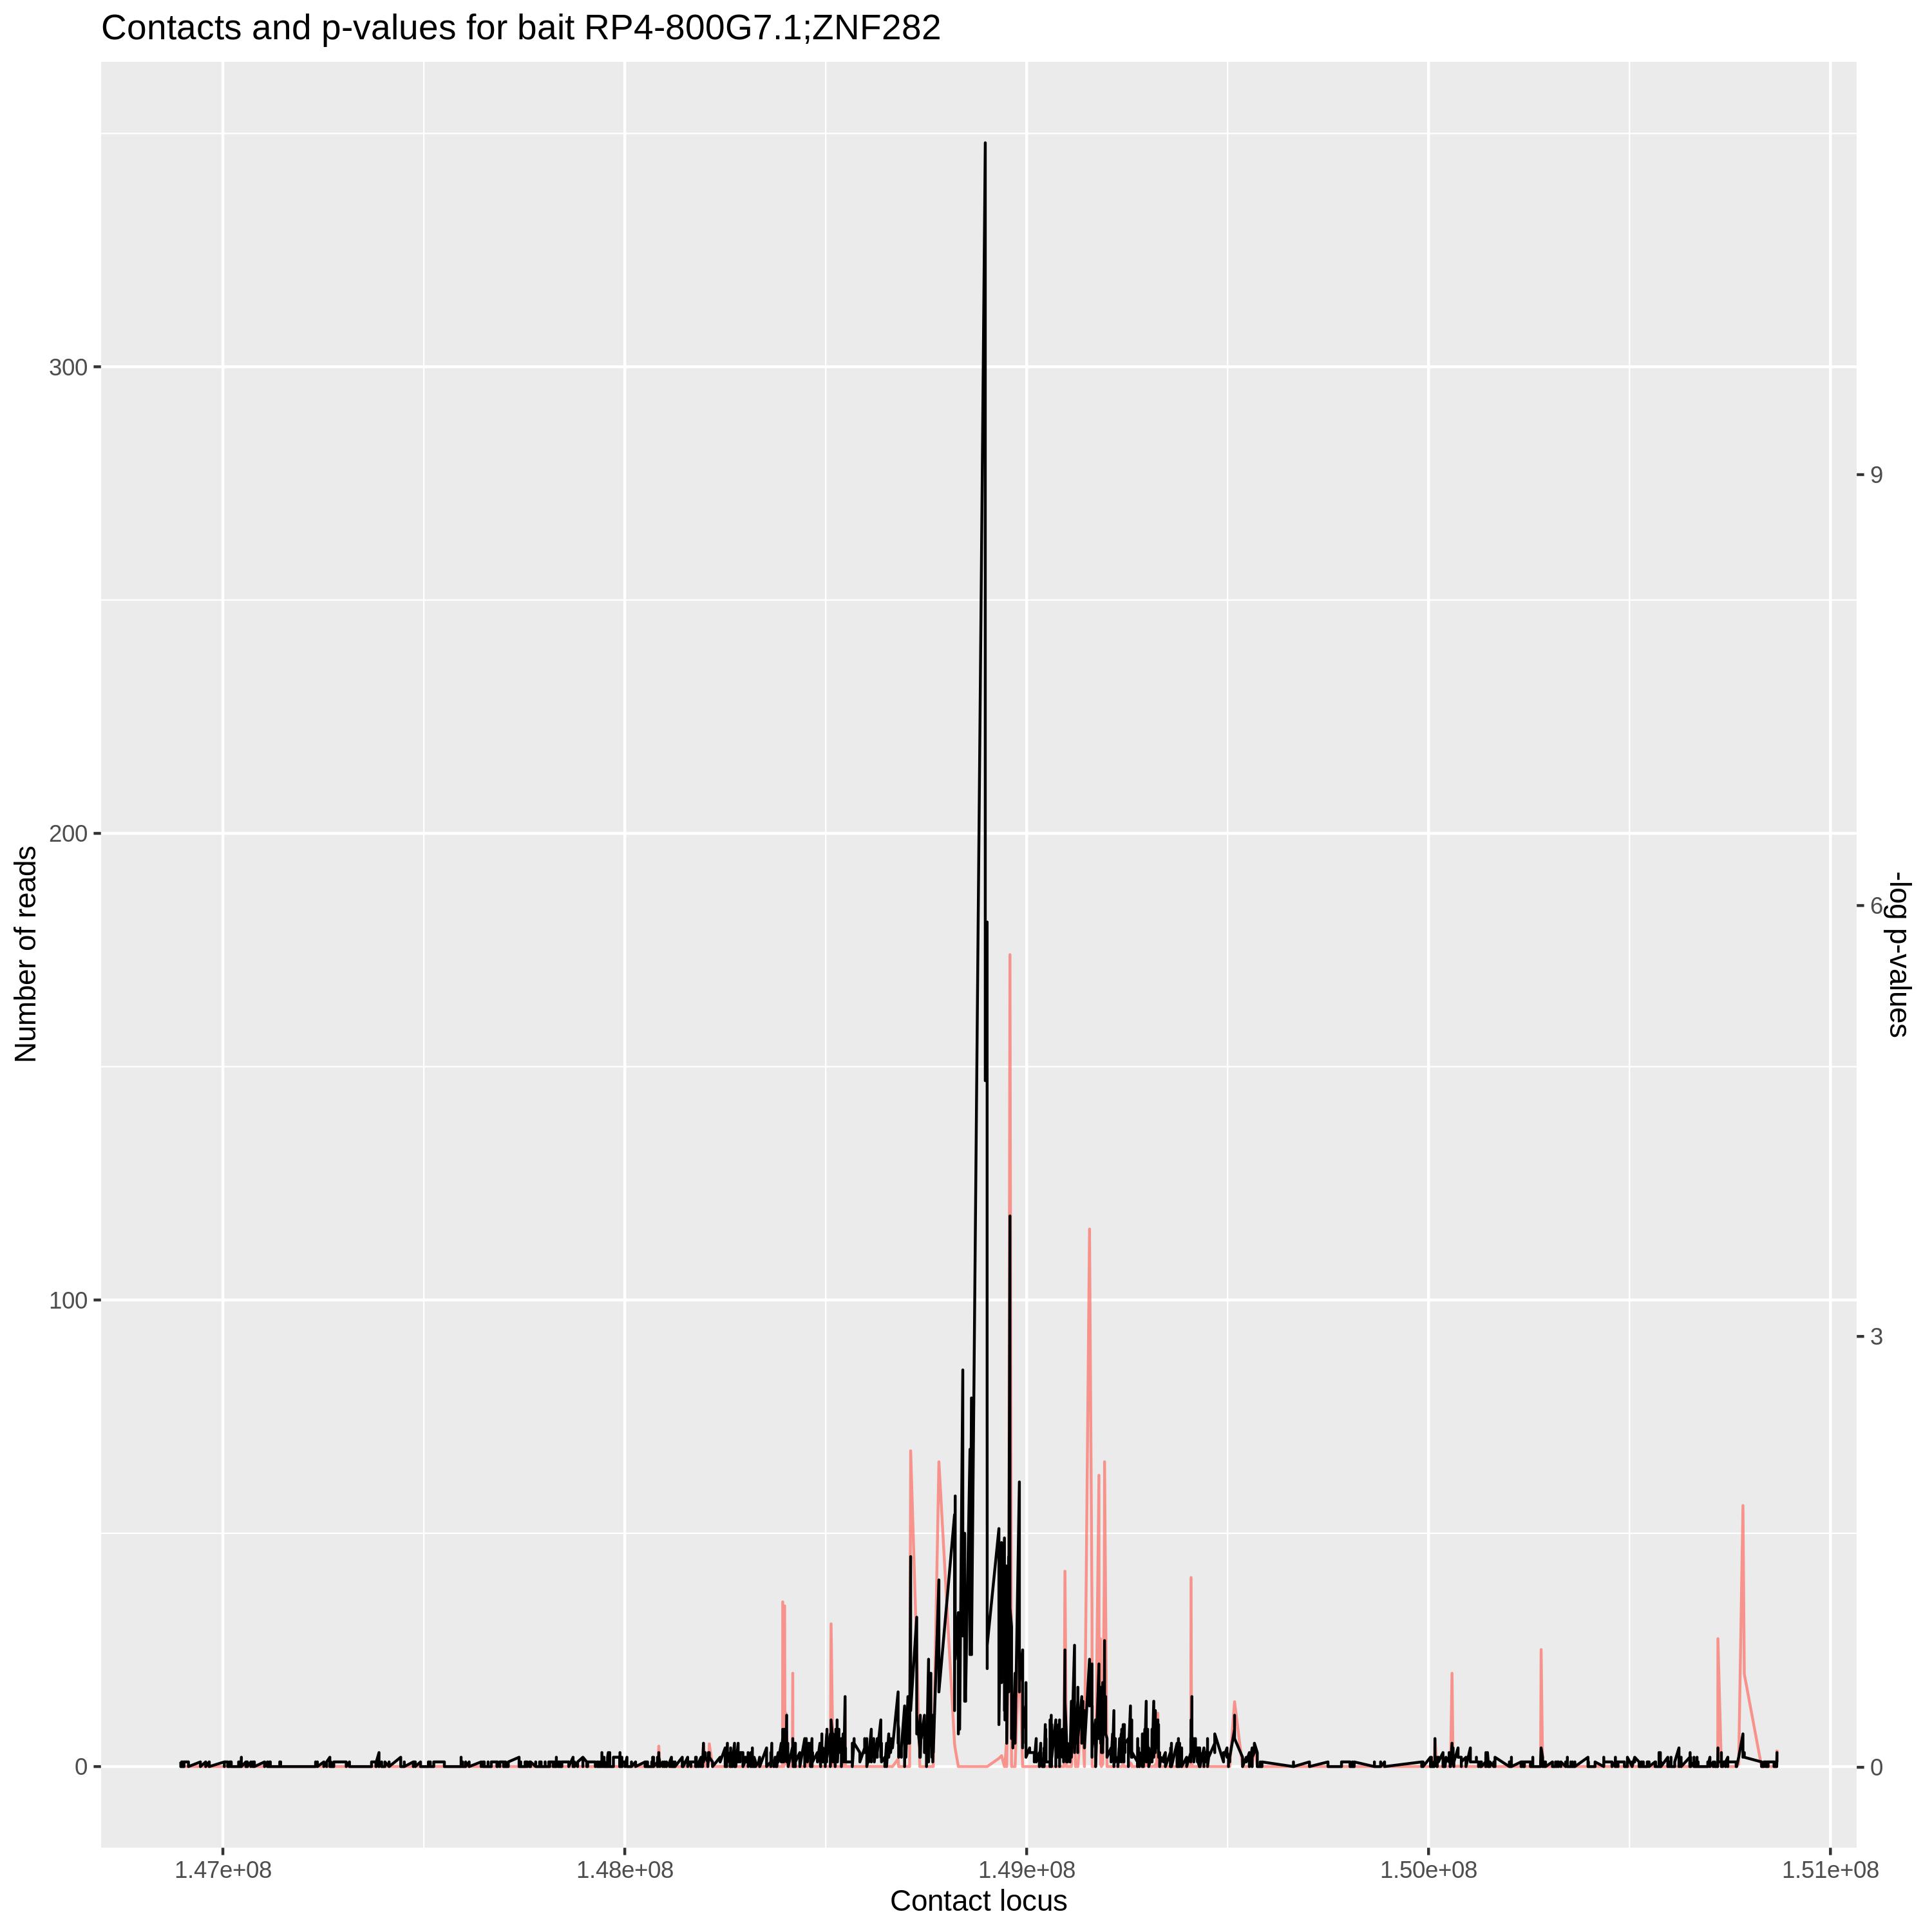 Contacts and p-values for bait RP4-800G7.1;ZNF282
300
200
100
0
Number of reads
9
6
3
0
-log p-values
1.47e+08
1.48e+08
1.49e+08
1.50e+08
1.51e+08
Contact locus